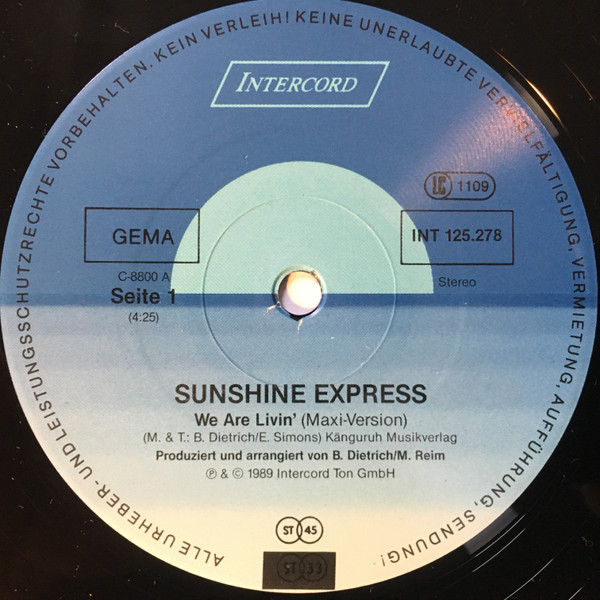 ALLE URHEBER- UND LEISTUNGSSCHUTZRECHTE VORBEHALTEN. KEIN VERLEIH! KEINE UNERLAUBTE VERVIELFÄLTIGUNG, VERMIETUNG, AUFFÜHRUNG, SENDUNG!
INTERCORD
LC 1109
GEMA
INT 125.278
C-8800 A
Stereo
Seite 1
(4:25)
SUNSHINE EXPRESS
We Are Livin' (Maxi-Version)
(M. & T.: B. Dietrich/E. Simons) Känguruh Musikverlag
Produziert und arrangiert von B. Dietrich/M. Reim
℗ & © 1989 Intercord Ton GmbH
ST 45
ST 33